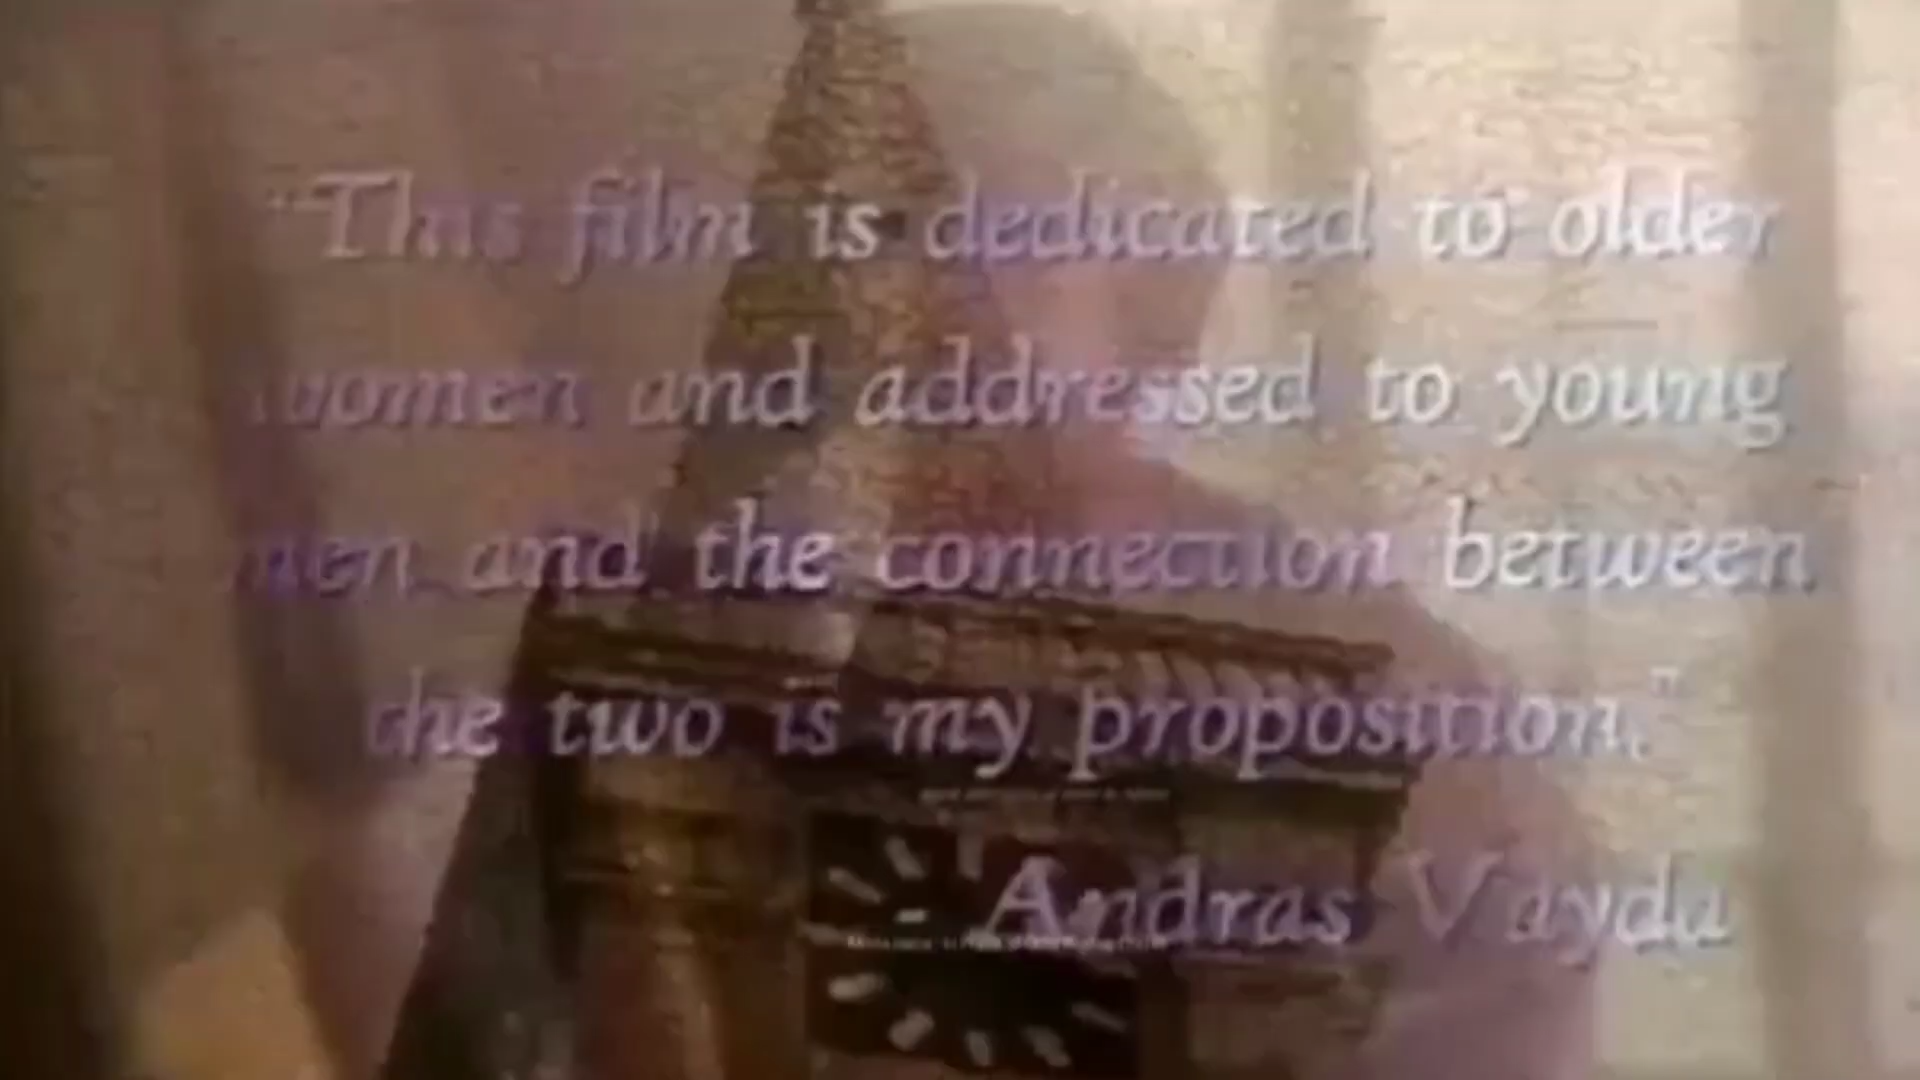 "This film is dedicated to older
women and addressed to young
men and the connection between
the two is my proposition."
- Andras Vayda